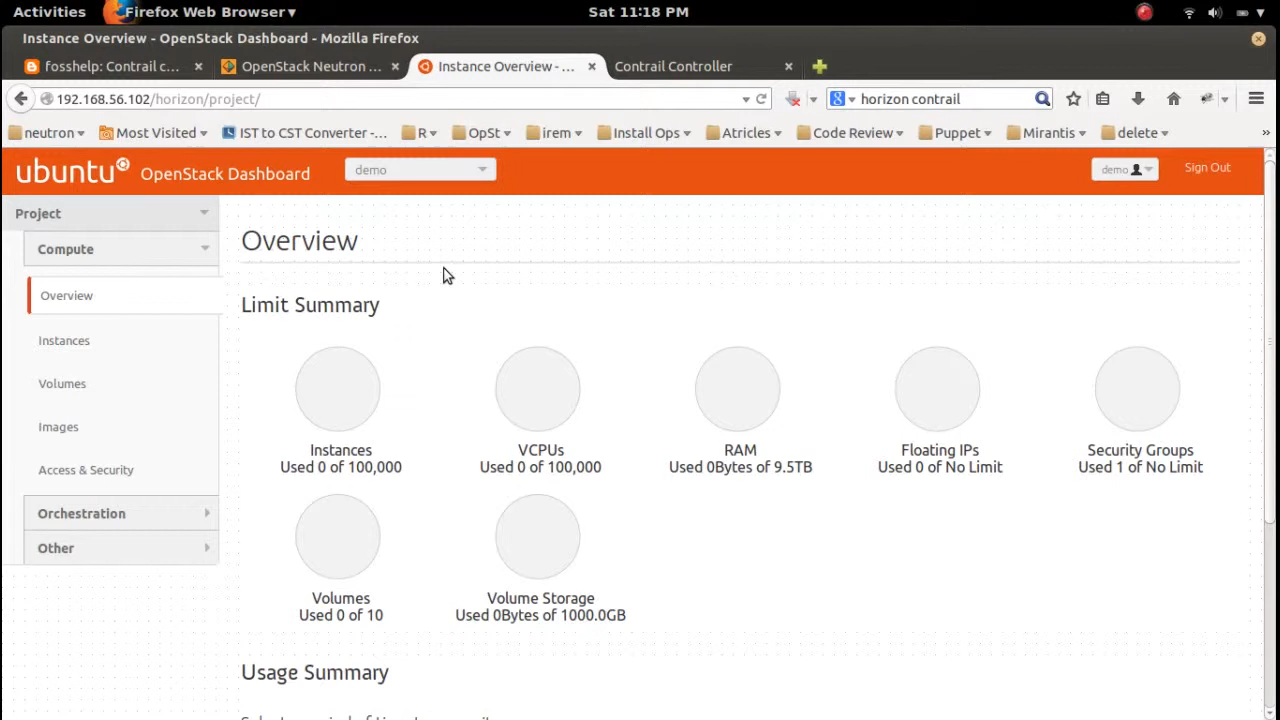 Activities Firefox Web Browser ▾ Sat 11:18 PM
Instance Overview - OpenStack Dashboard - Mozilla Firefox
fosshelp: Contrail c... OpenStack Neutron ... Instance Overview - ... Contrail Controller
192.168.56.102/horizon/project/ horizon contrail
neutron Most Visited IST to CST Converter -... R OpSt irem Install Ops Atricles Code Review Puppet Mirantis delete »
ubuntu OpenStack Dashboard demo demo Sign Out
Project
Compute
Overview
Instances
Volumes
Images
Access & Security
Orchestration
Other
Overview
Limit Summary
Instances
Used 0 of 100,000
VCPUs
Used 0 of 100,000
RAM
Used 0Bytes of 9.5TB
Floating IPs
Used 0 of No Limit
Security Groups
Used 1 of No Limit
Volumes
Used 0 of 10
Volume Storage
Used 0Bytes of 1000.0GB
Usage Summary